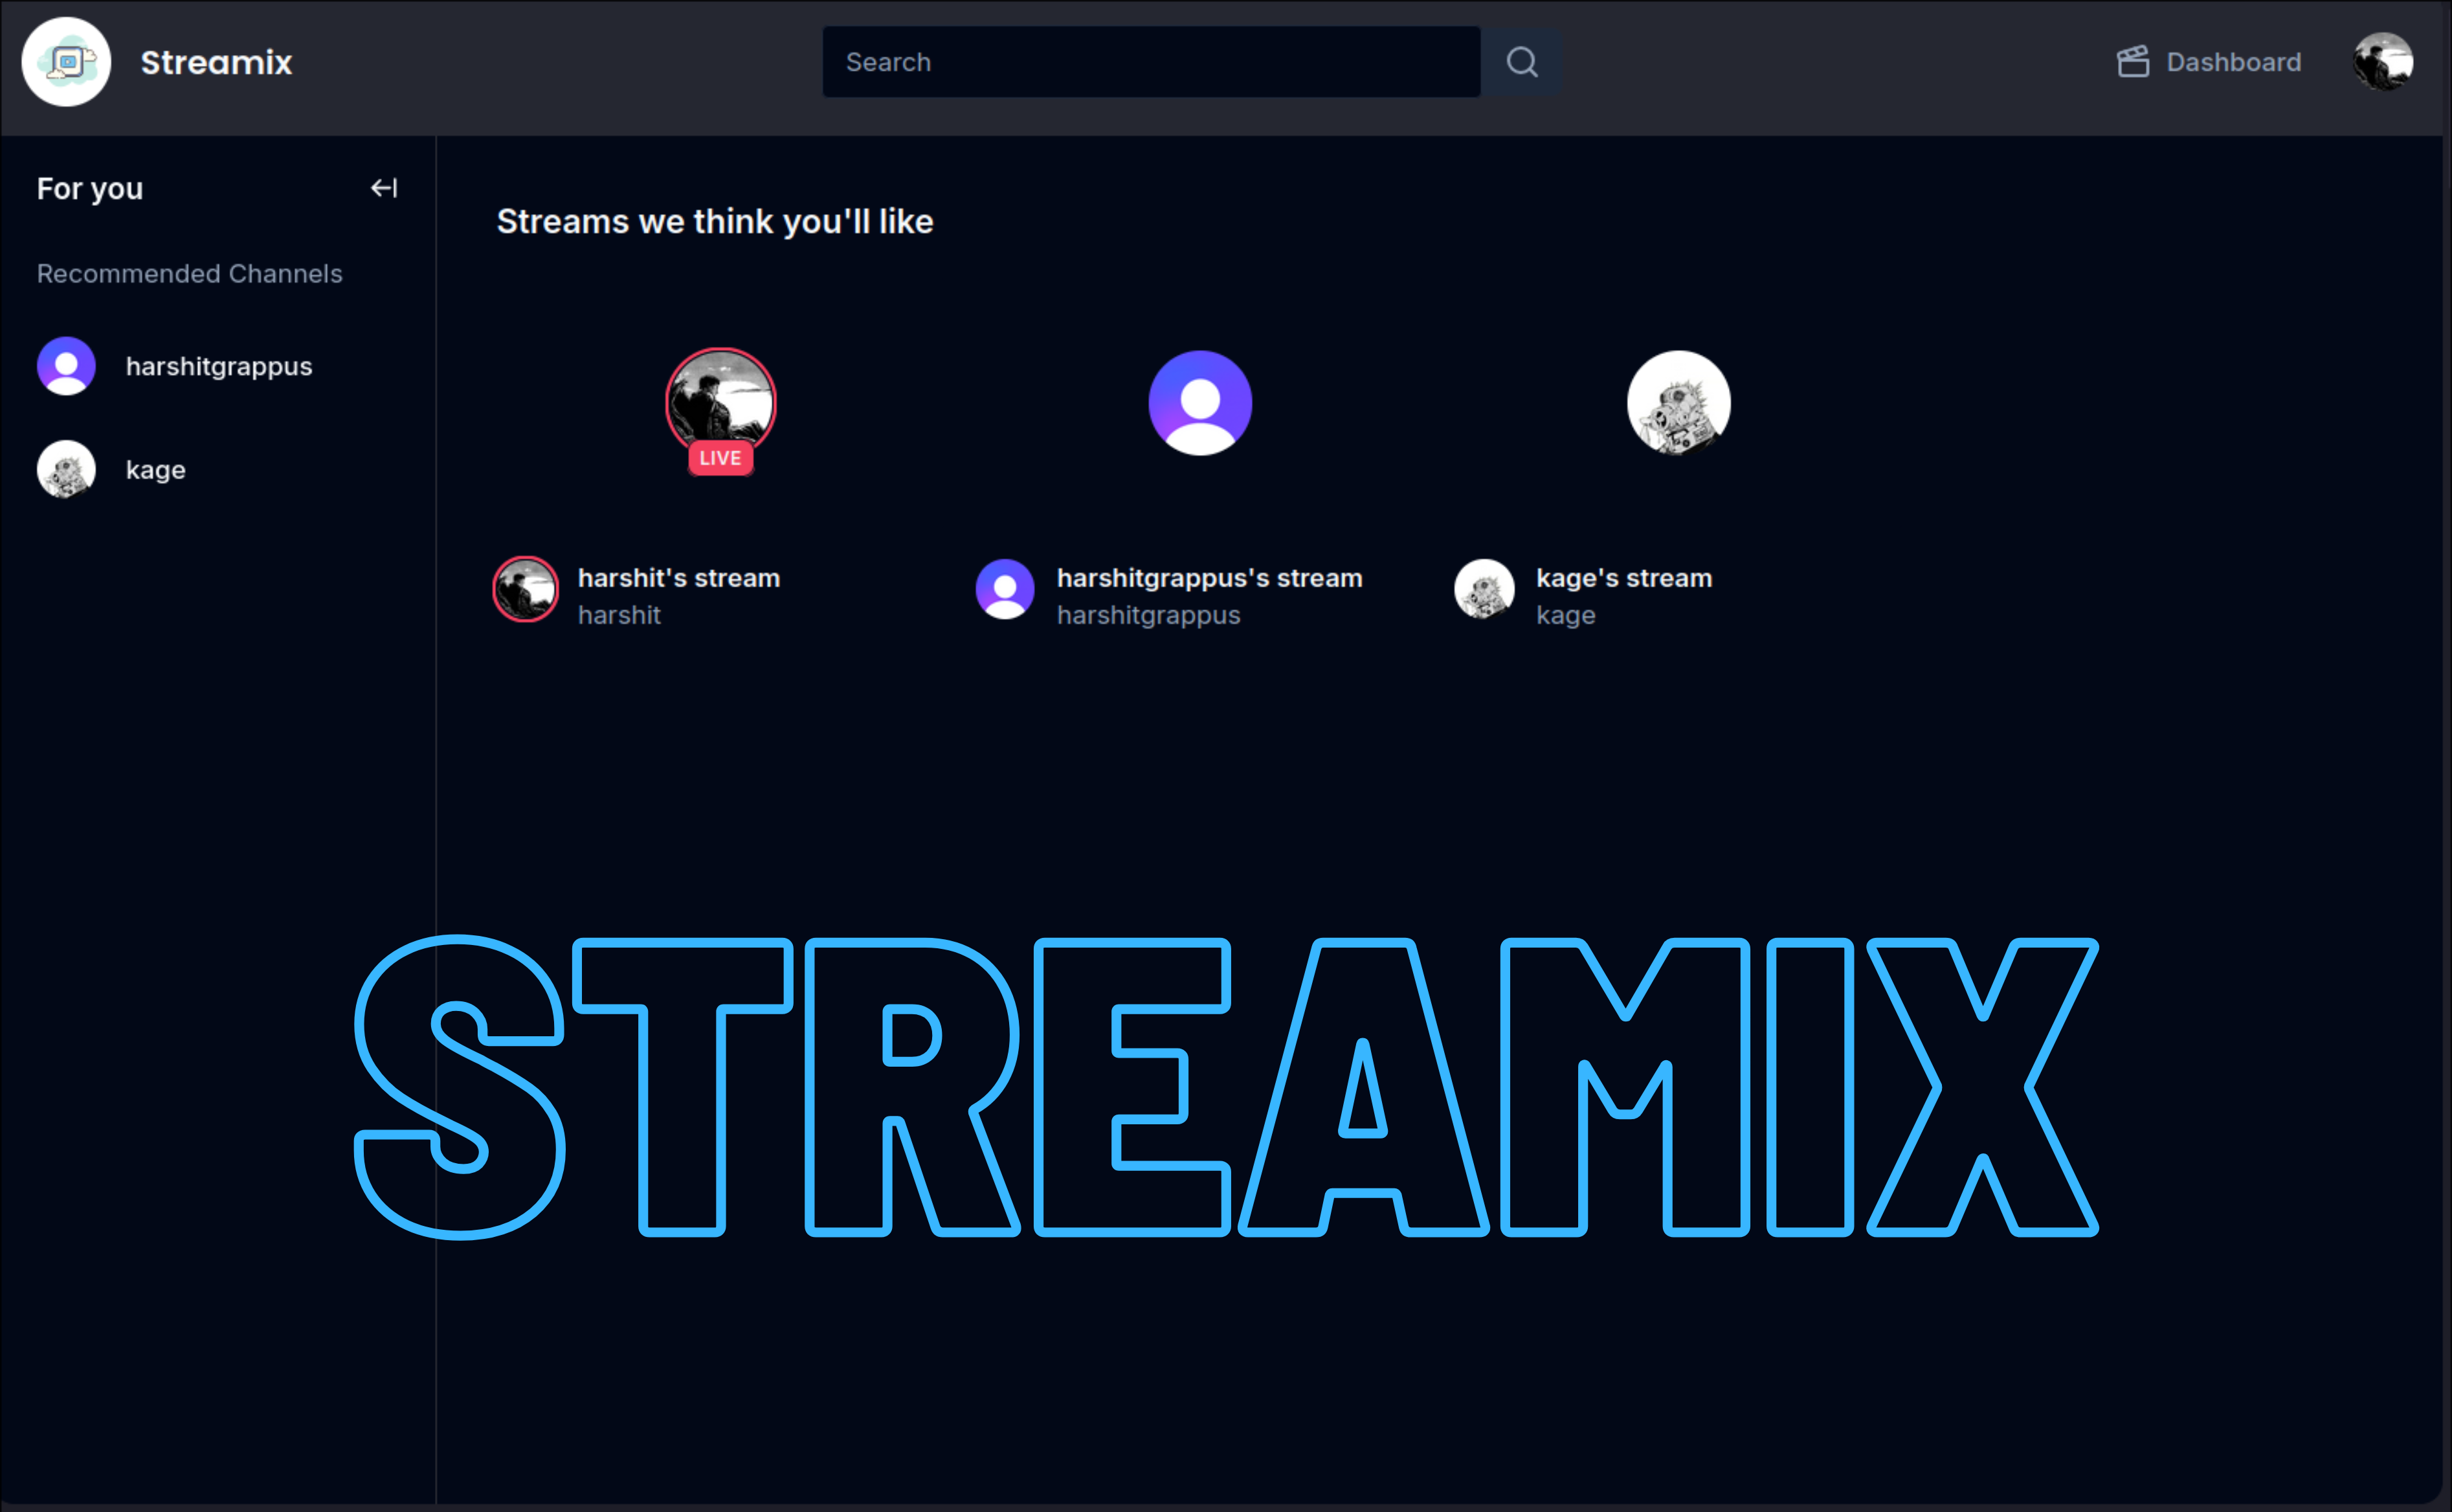 Streamix
Search
Dashboard
For you
Recommended Channels
harshitgrappus
kage
Streams we think you'll like
LIVE
harshit's stream
harshit
harshitgrappus's stream
harshitgrappus
kage's stream
kage
STREAMIX